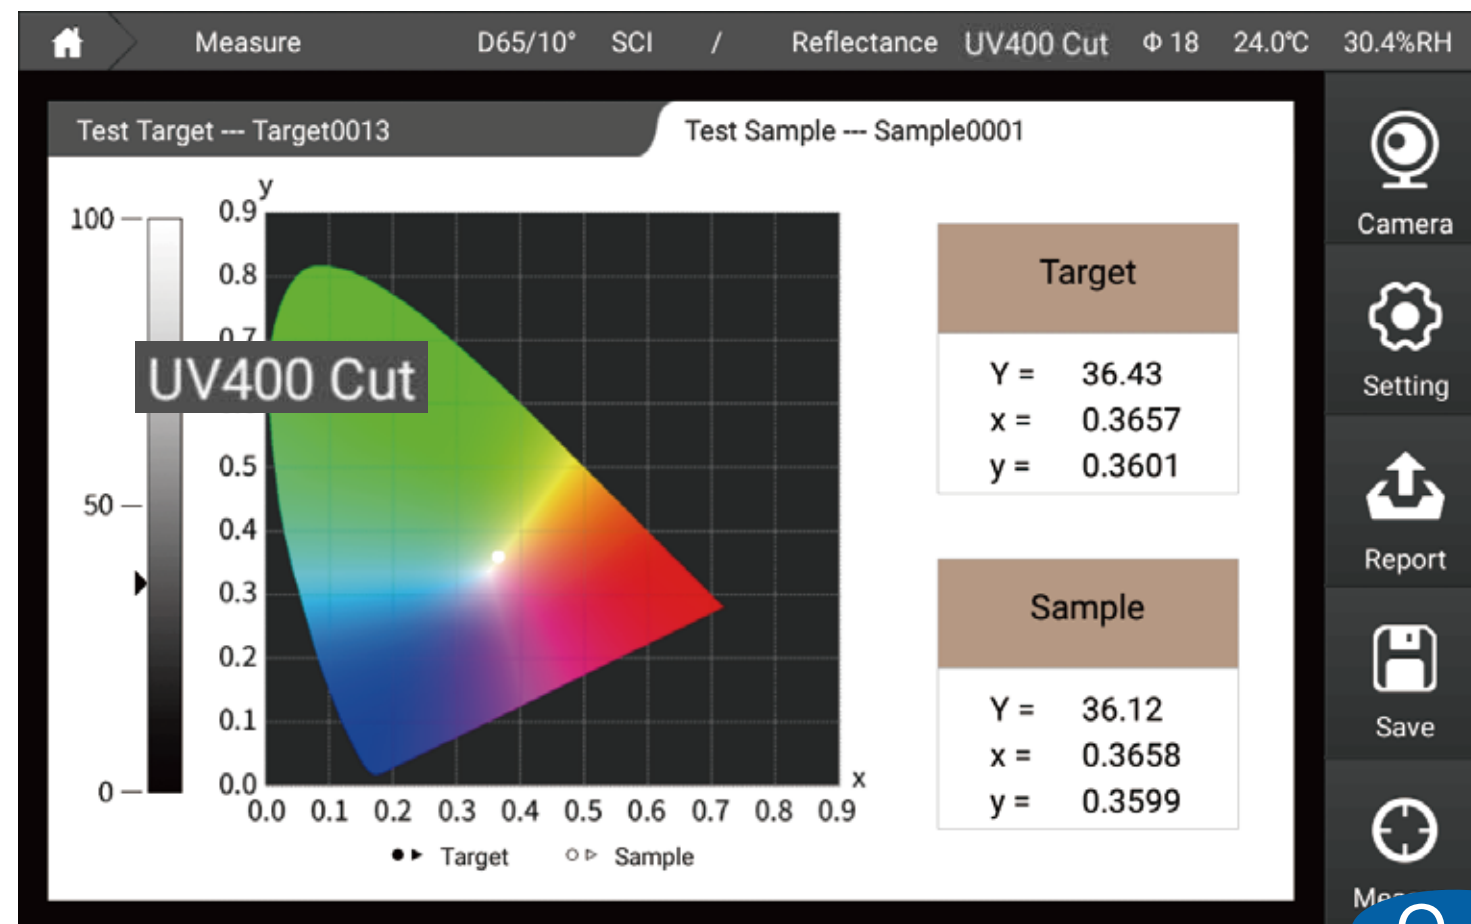 Measure D65/10° SCI / Reflectance UV400 Cut Φ 18 24.0℃ 30.4%RH
Test Target --- Target0013
Test Sample --- Sample0001
y
100
50
0
0.9
0.8
0.7
UV400 Cut
0.5
0.4
0.3
0.2
0.1
0.0
x
0.0 0.1 0.2 0.3 0.4 0.5 0.6 0.7 0.8 0.9
Target Sample
Target
Y = 36.43
x = 0.3657
y = 0.3601
Sample
Y = 36.12
x = 0.3658
y = 0.3599
Camera
Setting
Report
Save